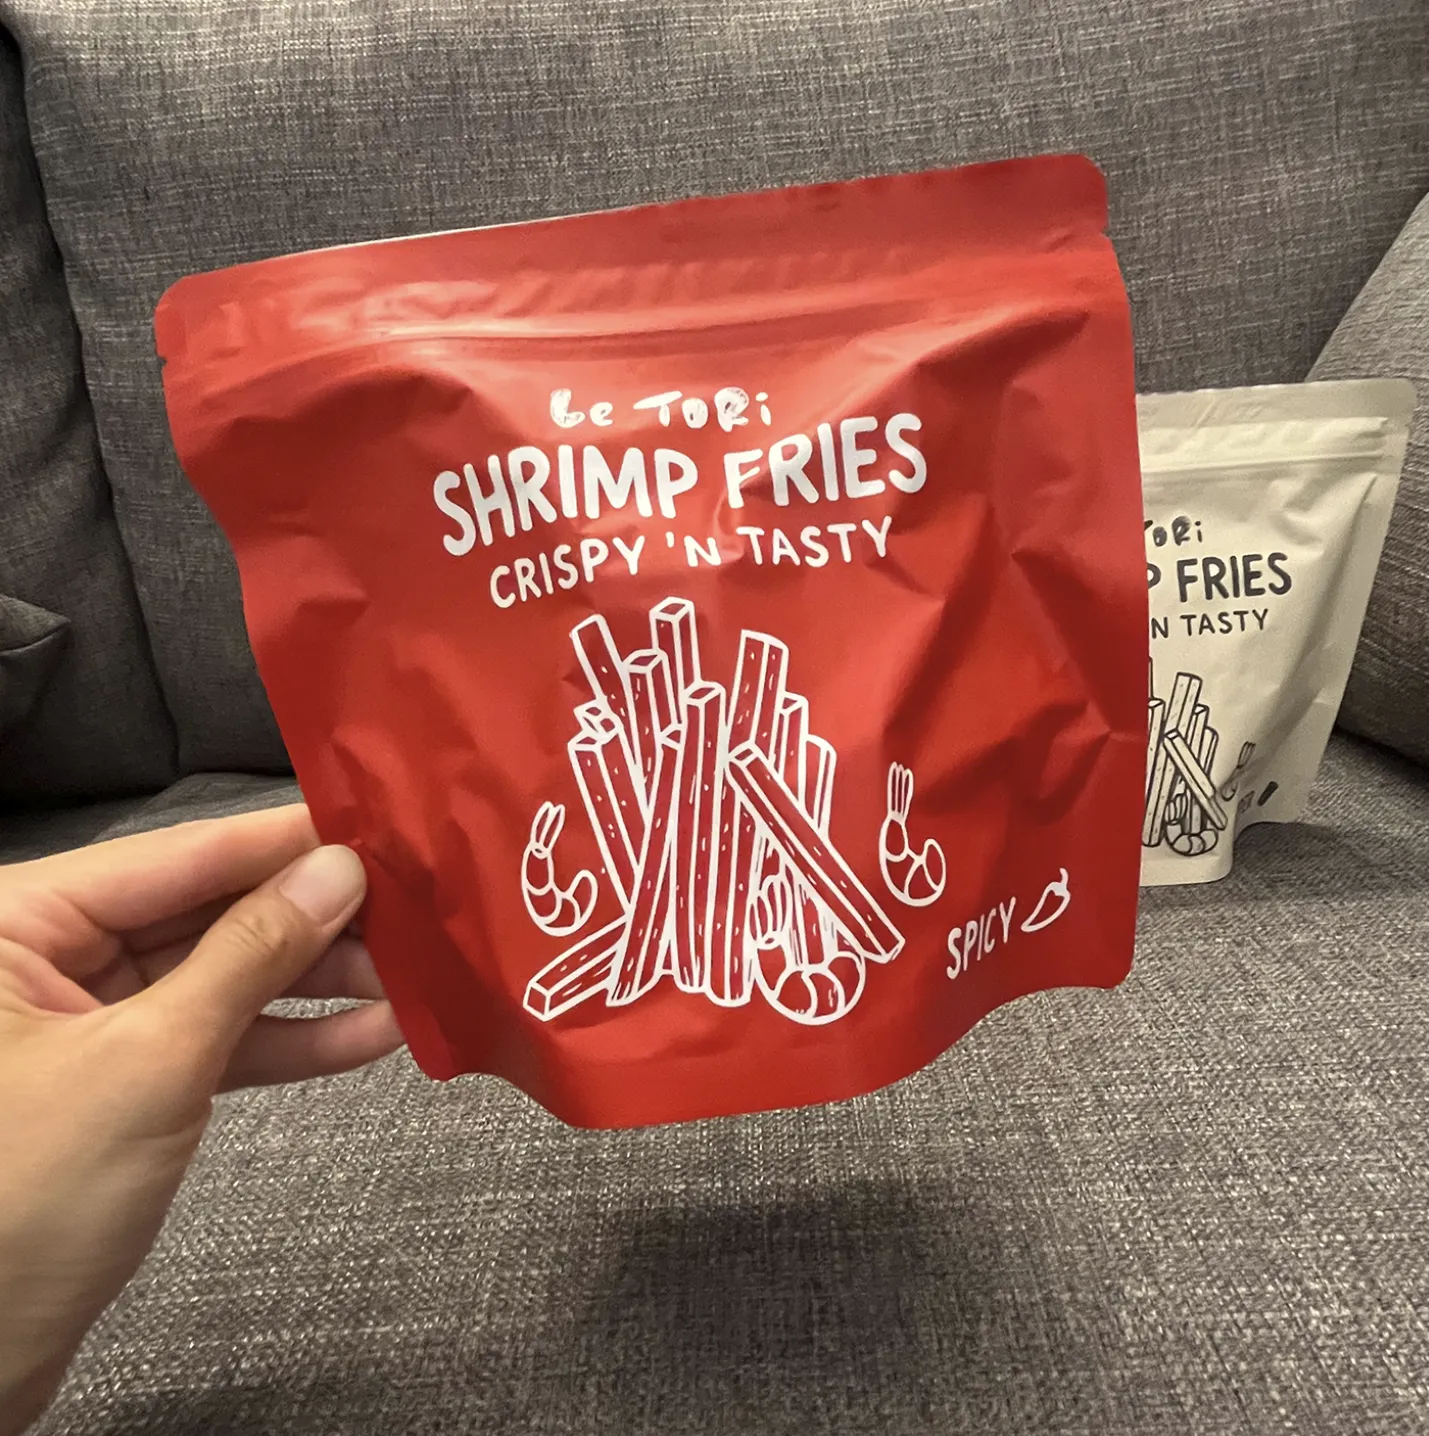 be TORi
SHRIMP FRIES
CRISPY 'N TASTY
SPICY
TORi
P FRIES
N TASTY